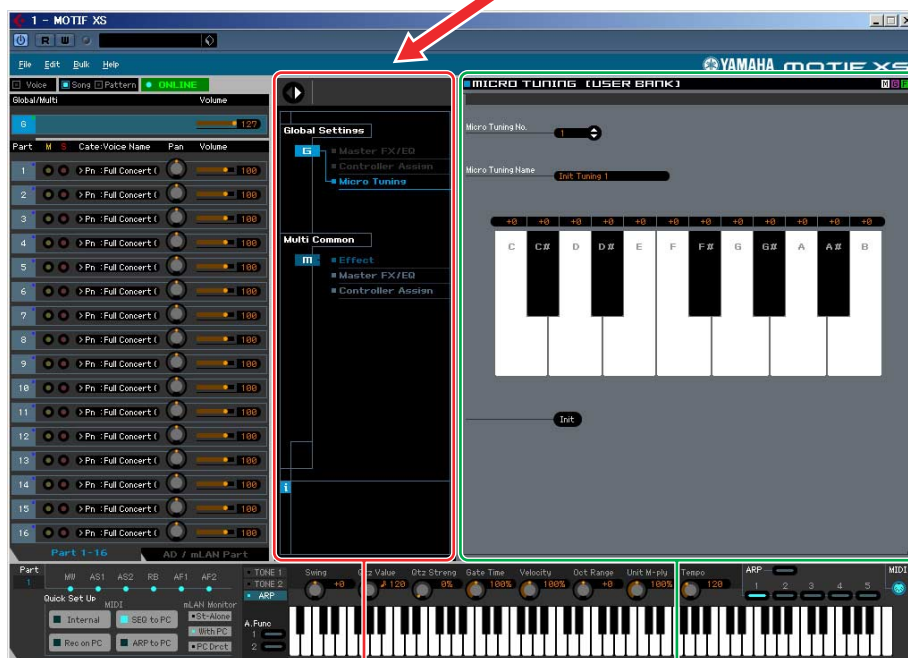 1 - MOTIF XS
R W
File Edit Bulk Help
YAMAHA MOTIF XS
Voice Song Pattern ONLINE
Global/Multi Volume
G 127
Part M S Cate:Voice Name Pan Volume
1 Pn :Full Concert ( 100
2 Pn :Full Concert ( 100
3 Pn :Full Concert ( 100
4 Pn :Full Concert ( 100
5 Pn :Full Concert ( 100
6 Pn :Full Concert ( 100
7 Pn :Full Concert ( 100
8 Pn :Full Concert ( 100
9 Pn :Full Concert ( 100
10 Pn :Full Concert ( 100
11 Pn :Full Concert ( 100
12 Pn :Full Concert ( 100
13 Pn :Full Concert ( 100
14 Pn :Full Concert ( 100
15 Pn :Full Concert ( 100
16 Pn :Full Concert ( 100
Part 1-16 AD / mLAN Part
Global Settings
G Master FX/EQ
Controller Assign
Micro Tuning
Multi Common
M Effect
Master FX/EQ
Controller Assign
i
MICRO TUNING [USER BANK] M G
Micro Tuning No. 1
Micro Tuning Name Init Tuning 1
+0 +0 +0 +0 +0 +0 +0 +0 +0 +0 +0 +0
C C# D D# E F F# G G# A A# B
Init
Part 1
MW AS1 AS2 RB AF1 AF2
Quick Set Up
MIDI mLAN Monitor
Internal SEQ to PC St-Alone
With PC
Rec on PC ARP to PC PC Drct
TONE 1
TONE 2
ARP
Swing Qtz Value Qtz Streng Gate Time Velocity Oct Range Unit M-ply Tempo
+0 120 0% 100% 100% +0 100% 120
ARP
1 2 3 4 5
MIDI
A.Func
1
2